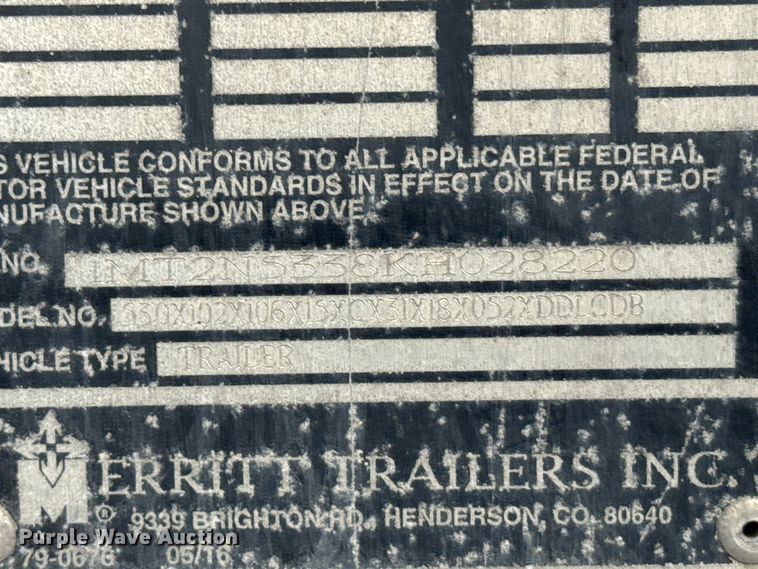 S VEHICLE CONFORMS TO ALL APPLICABLE FEDERAL
TOR VEHICLE STANDARDS IN EFFECT ON THE DATE OF
NUFACTURE SHOWN ABOVE.
NO. 1MT2N5338KH028220
DEL NO. 530X102X106X15XCX31X18X052XDDLCDB
HICLE TYPE TRAILER
MERRITT TRAILERS INC.
® 9339 BRIGHTON RD., HENDERSON, CO. 80640
79-0678 05/16
Purple Wave Auction